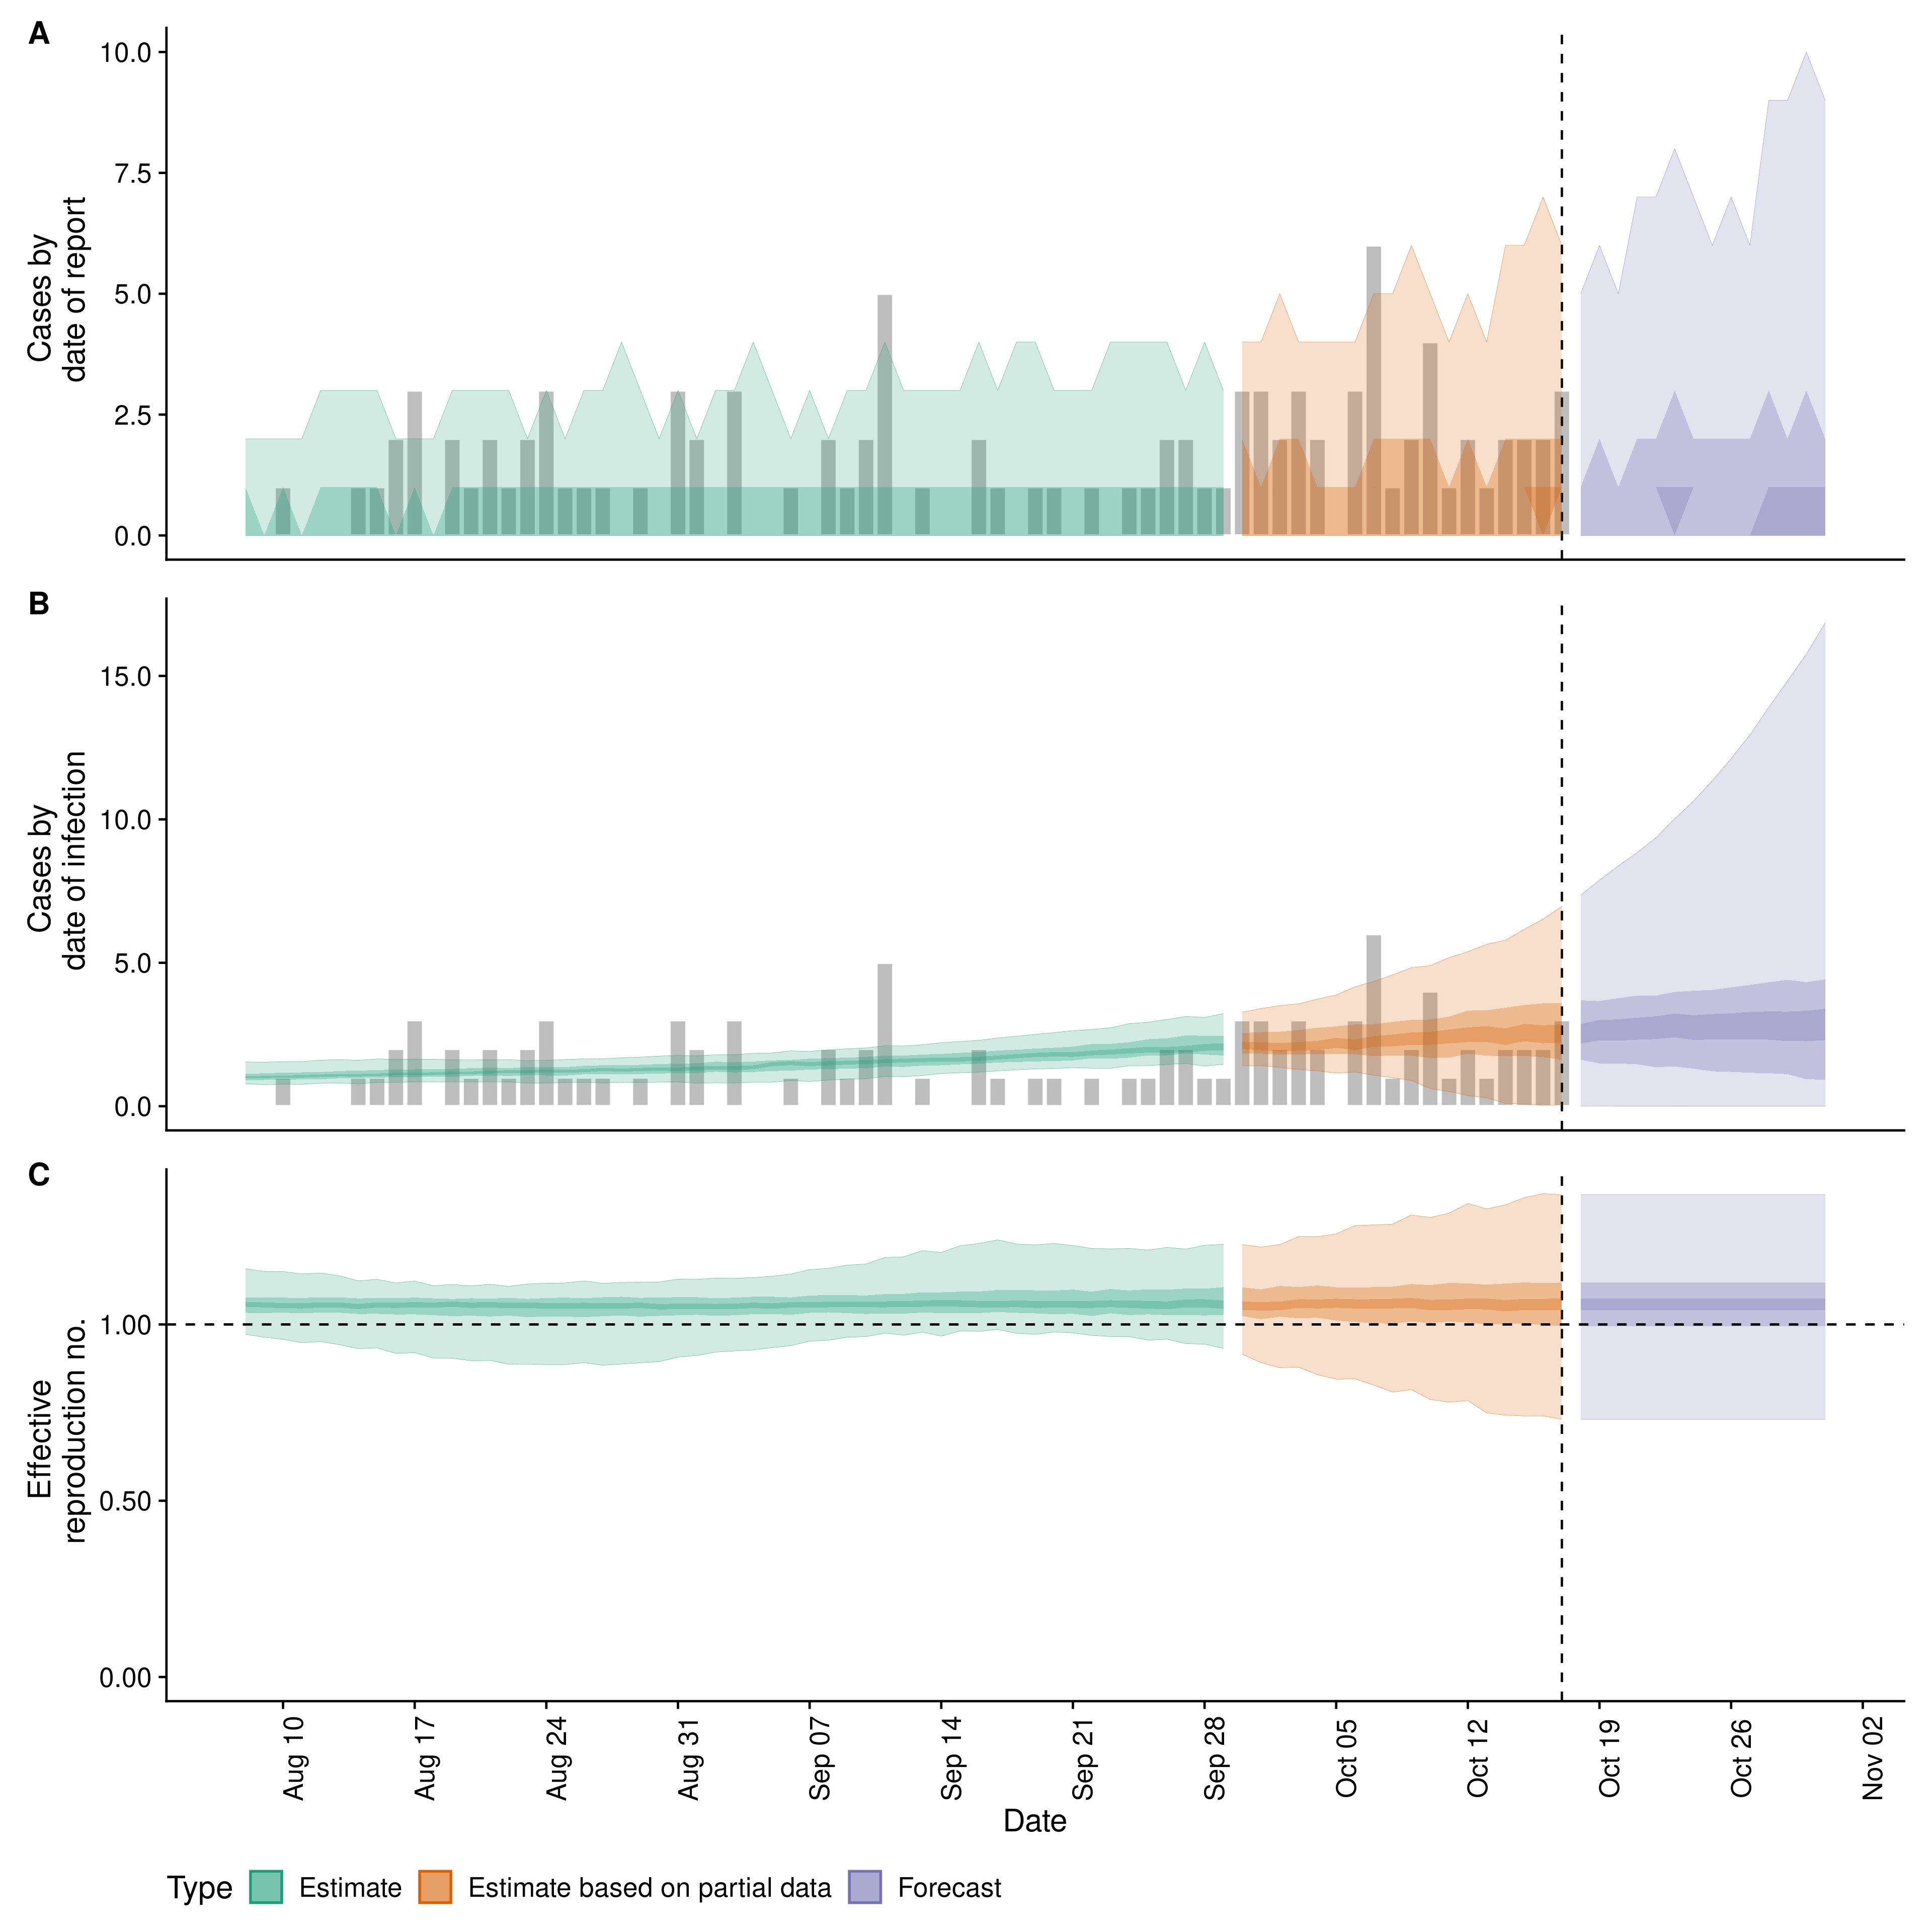 A
10.0
7.5
5.0
2.5
0.0
Cases by
date of report
B
15.0
10.0
5.0
0.0
Cases by
date of infection
C
1.00
0.50
0.00
Effective
reproduction no.
Aug 10
Aug 17
Aug 24
Aug 31
Sep 07
Sep 14
Sep 21
Sep 28
Oct 05
Oct 12
Oct 19
Oct 26
Nov 02
Date
Type Estimate Estimate based on partial data Forecast